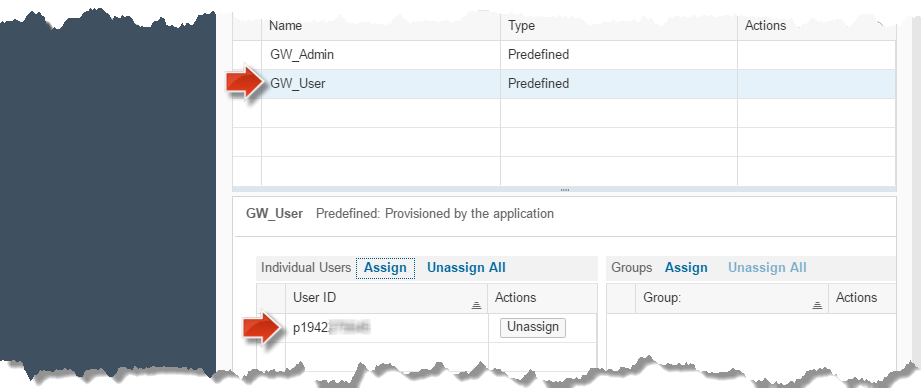 Name Type Actions
GW_Admin Predefined
GW_User Predefined
GW_User Predefined: Provisioned by the application
Individual Users Assign Unassign All Groups Assign Unassign All
User ID Actions Group: Actions
p1942 Unassign